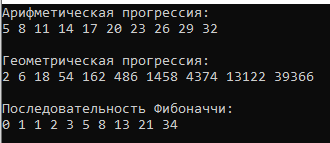 Арифметическая прогрессия:
5 8 11 14 17 20 23 26 29 32
Геометрическая прогрессия:
2 6 18 54 162 486 1458 4374 13122 39366
Последовательность Фибоначчи:
0 1 1 2 3 5 8 13 21 34